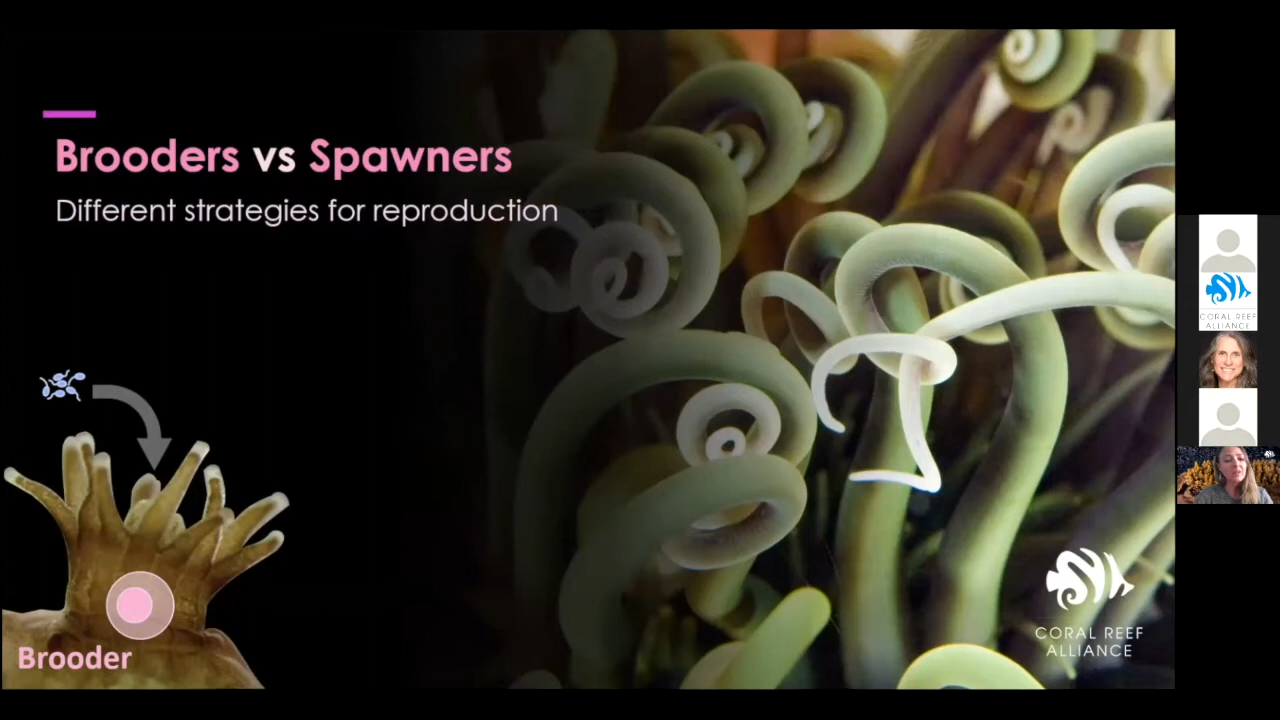 Brooders vs Spawners
Different strategies for reproduction
Brooder
CORAL REEF
ALLIANCE
CORAL REEF
ALLIANCE